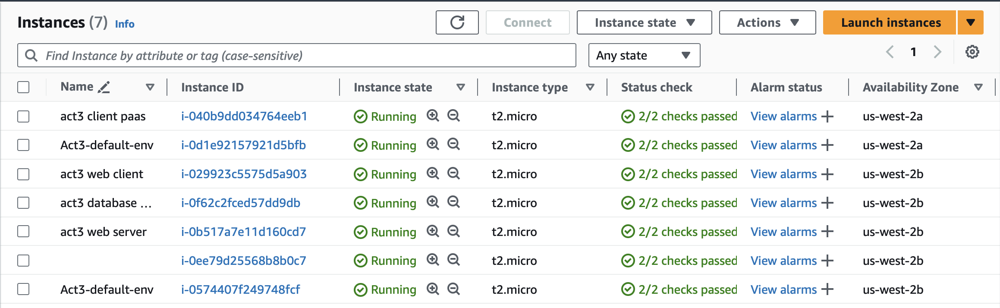 Instances (7) Info Connect Instance state Actions Launch instances
Find Instance by attribute or tag (case-sensitive) Any state 1
Name Instance ID Instance state Instance type Status check Alarm status Availability Zone
act3 client paas i-040b9dd034764eeb1 Running t2.micro 2/2 checks passed View alarms us-west-2a
Act3-default-env i-0d1e92157921d5bfb Running t2.micro 2/2 checks passed View alarms us-west-2a
act3 web client i-029923c5575d5a903 Running t2.micro 2/2 checks passed View alarms us-west-2b
act3 database … i-0f62c2fced57dd9db Running t2.micro 2/2 checks passed View alarms us-west-2b
act3 web server i-0b517a7e11d160cd7 Running t2.micro 2/2 checks passed View alarms us-west-2b
i-0ee79d25568b8b0c7 Running t2.micro 2/2 checks passed View alarms us-west-2b
Act3-default-env i-0574407f249748fcf Running t2.micro 2/2 checks passed View alarms us-west-2b